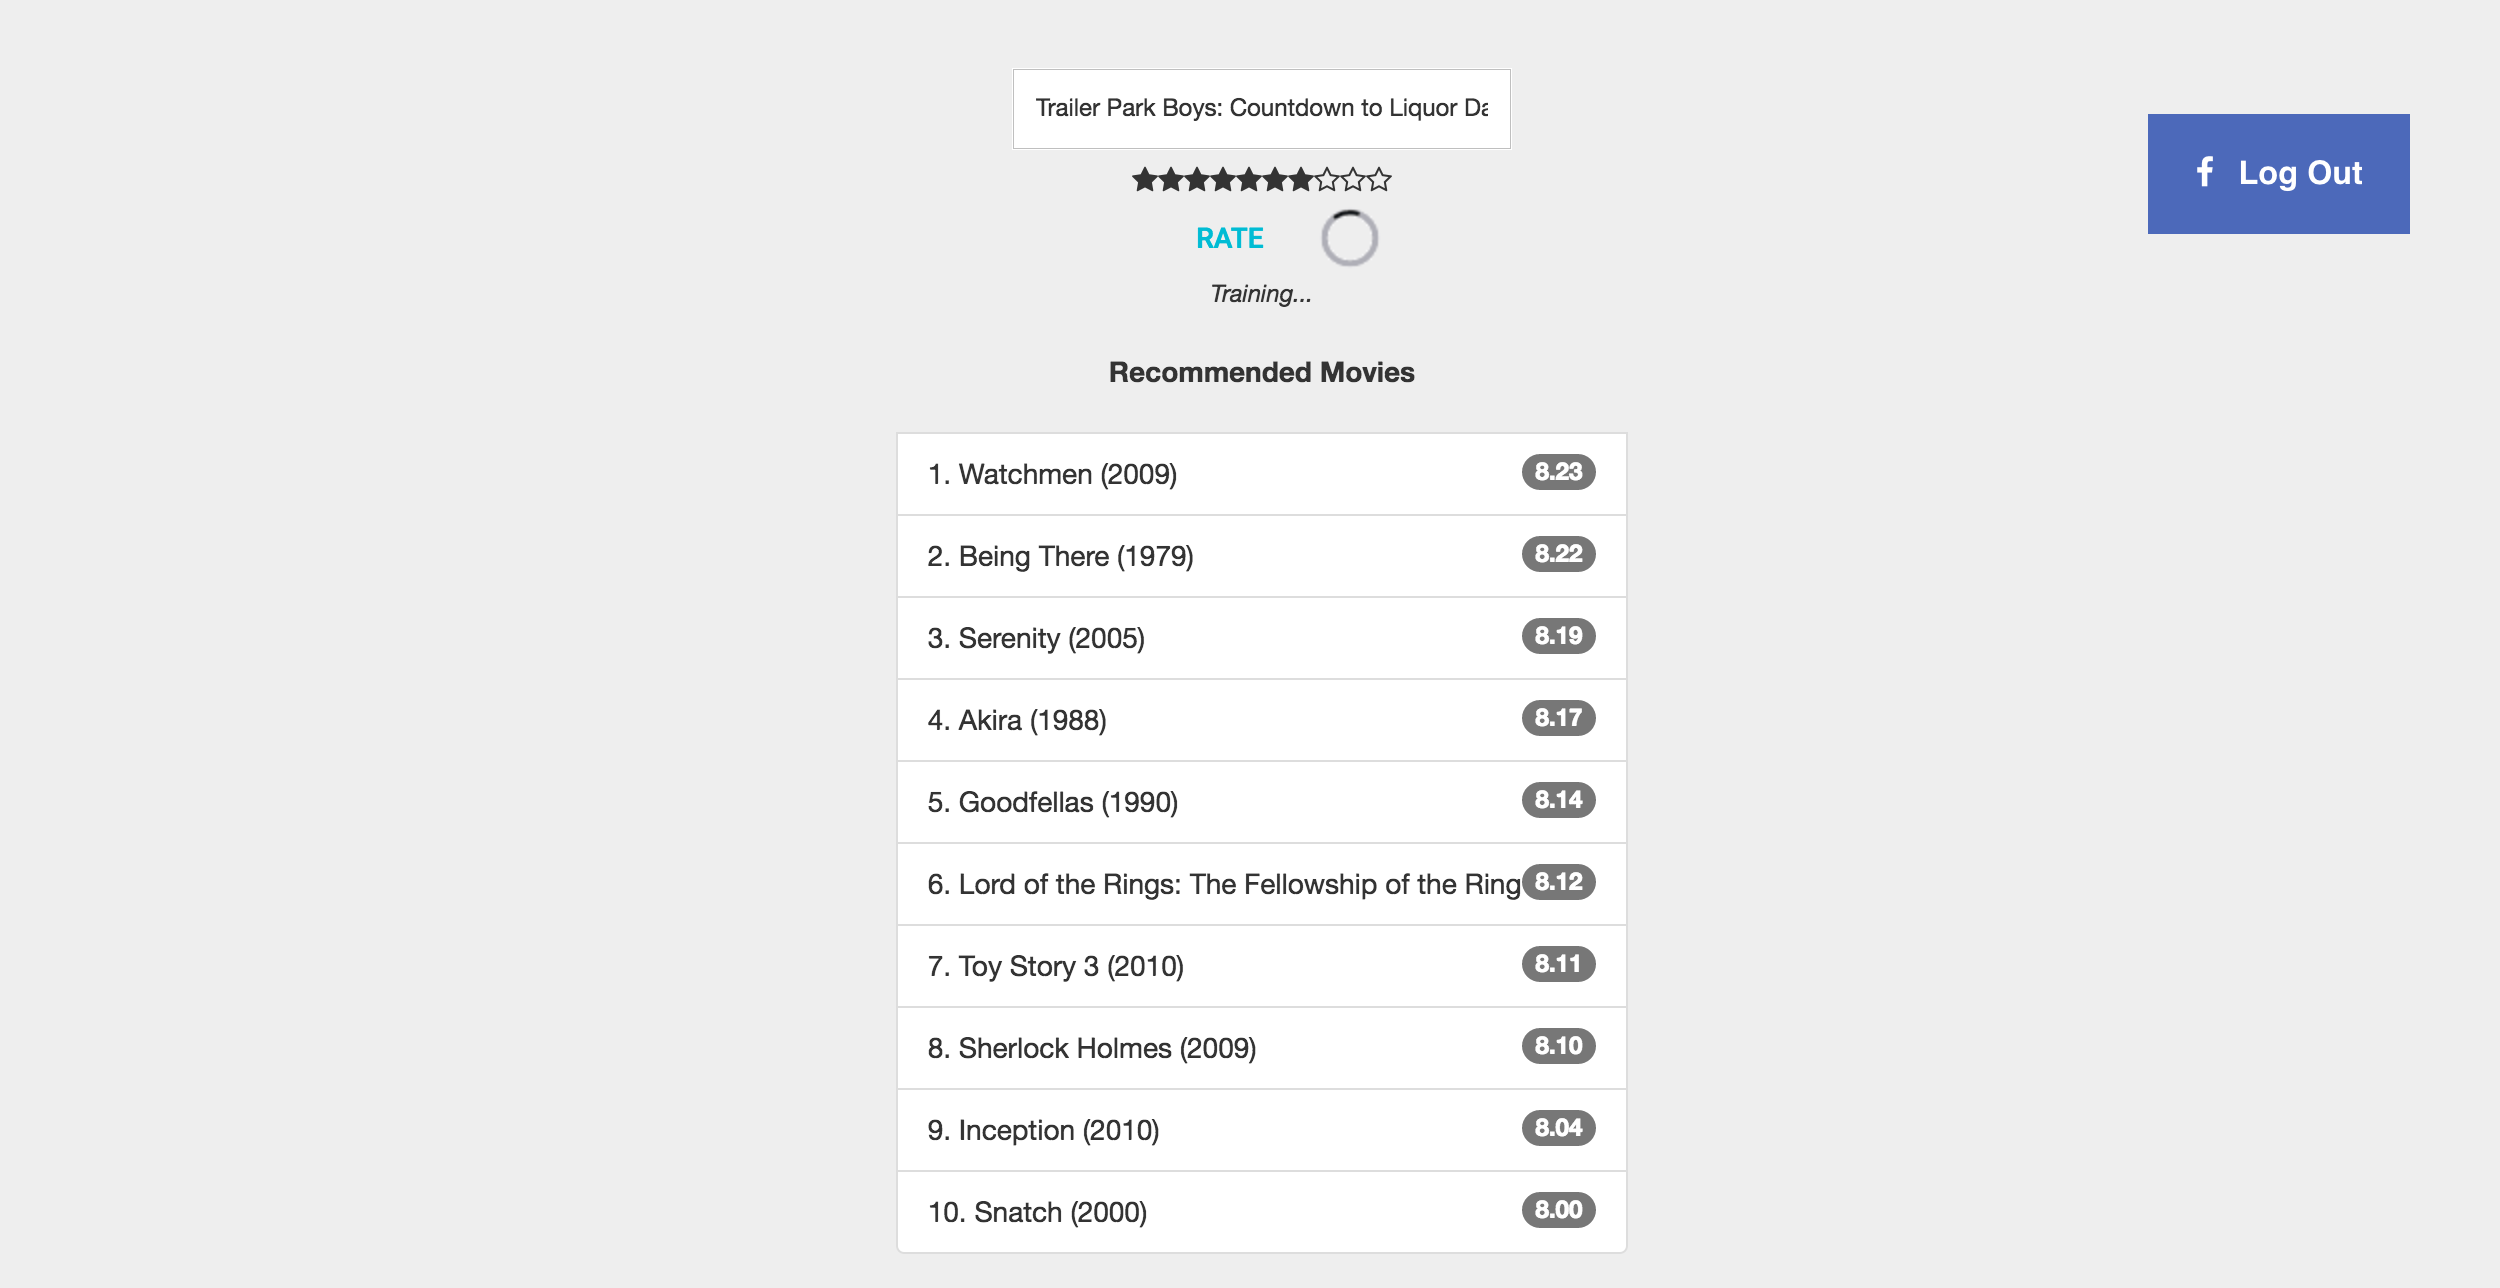 Trailer Park Boys: Countdown to Liquor
Log Out
RATE
Training...
Recommended Movies
1. Watchmen (2009) 8.23
2. Being There (1979) 8.22
3. Serenity (2005) 8.19
4. Akira (1988) 8.17
5. Goodfellas (1990) 8.14
6. Lord of the Rings: The Fellowship of the Ring 8.12
7. Toy Story 3 (2010) 8.11
8. Sherlock Holmes (2009) 8.10
9. Inception (2010) 8.04
10. Snatch (2000) 8.00